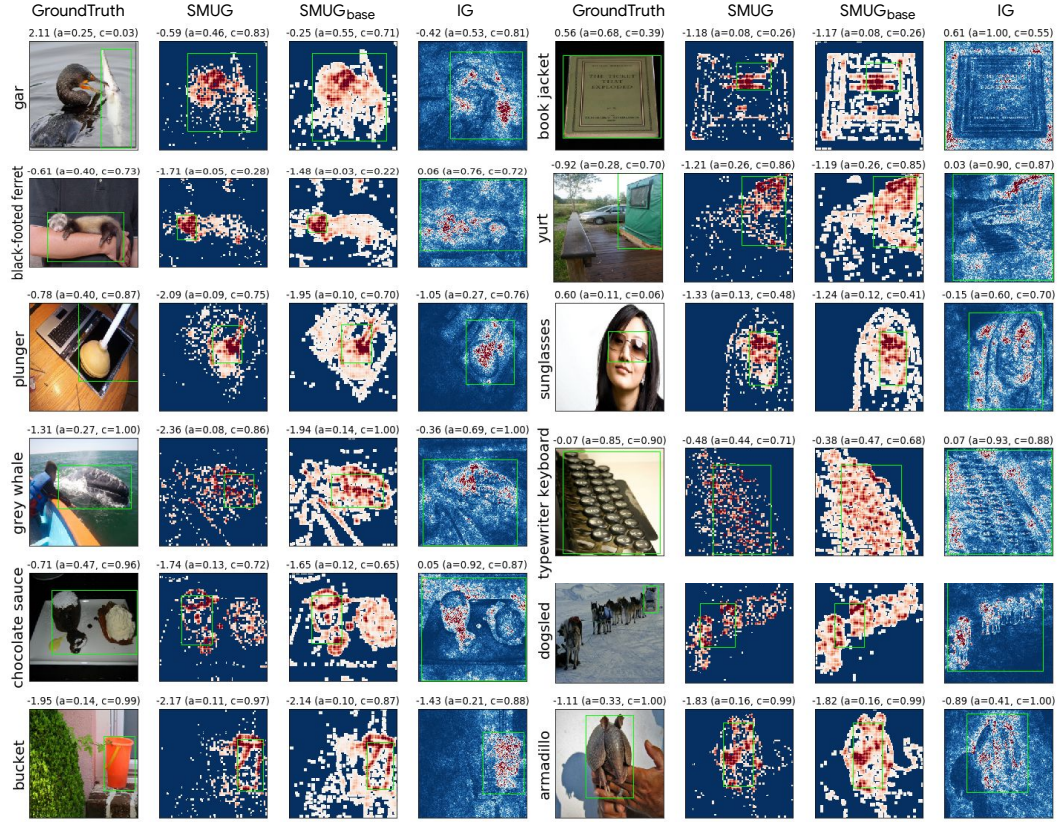 GroundTruth SMUG SMUGbase IG GroundTruth SMUG SMUGbase IG
2.11 (a=0.25, c=0.03) -0.59 (a=0.46, c=0.83) -0.25 (a=0.55, c=0.71) -0.42 (a=0.53, c=0.81) 0.56 (a=0.68, c=0.39) -1.18 (a=0.08, c=0.26) -1.17 (a=0.08, c=0.26) 0.61 (a=1.00, c=0.55)
gar
book jacket
THE TICKET
THAT
EXPLODED
-0.61 (a=0.40, c=0.73) -1.71 (a=0.05, c=0.28) -1.48 (a=0.03, c=0.22) 0.06 (a=0.76, c=0.72) -0.92 (a=0.28, c=0.70) -1.21 (a=0.26, c=0.86) -1.19 (a=0.26, c=0.85) 0.03 (a=0.90, c=0.87)
black-footed ferret
yurt
-0.78 (a=0.40, c=0.87) -2.09 (a=0.09, c=0.75) -1.95 (a=0.10, c=0.70) -1.05 (a=0.27, c=0.76) 0.60 (a=0.11, c=0.06) -1.33 (a=0.13, c=0.48) -1.24 (a=0.12, c=0.41) -0.15 (a=0.60, c=0.70)
plunger
sunglasses
-1.31 (a=0.27, c=1.00) -2.36 (a=0.08, c=0.86) -1.94 (a=0.14, c=1.00) -0.36 (a=0.69, c=1.00) -0.07 (a=0.85, c=0.90) -0.48 (a=0.44, c=0.71) -0.38 (a=0.47, c=0.68) 0.07 (a=0.93, c=0.88)
grey whale
typewriter keyboard
-0.71 (a=0.47, c=0.96) -1.74 (a=0.13, c=0.72) -1.65 (a=0.12, c=0.65) 0.05 (a=0.92, c=0.87)
chocolate sauce
dogsled
-1.95 (a=0.14, c=0.99) -2.17 (a=0.11, c=0.97) -2.14 (a=0.10, c=0.87) -1.43 (a=0.21, c=0.88) -1.11 (a=0.33, c=1.00) -1.83 (a=0.16, c=0.99) -1.82 (a=0.16, c=0.99) -0.89 (a=0.41, c=1.00)
bucket
armadillo